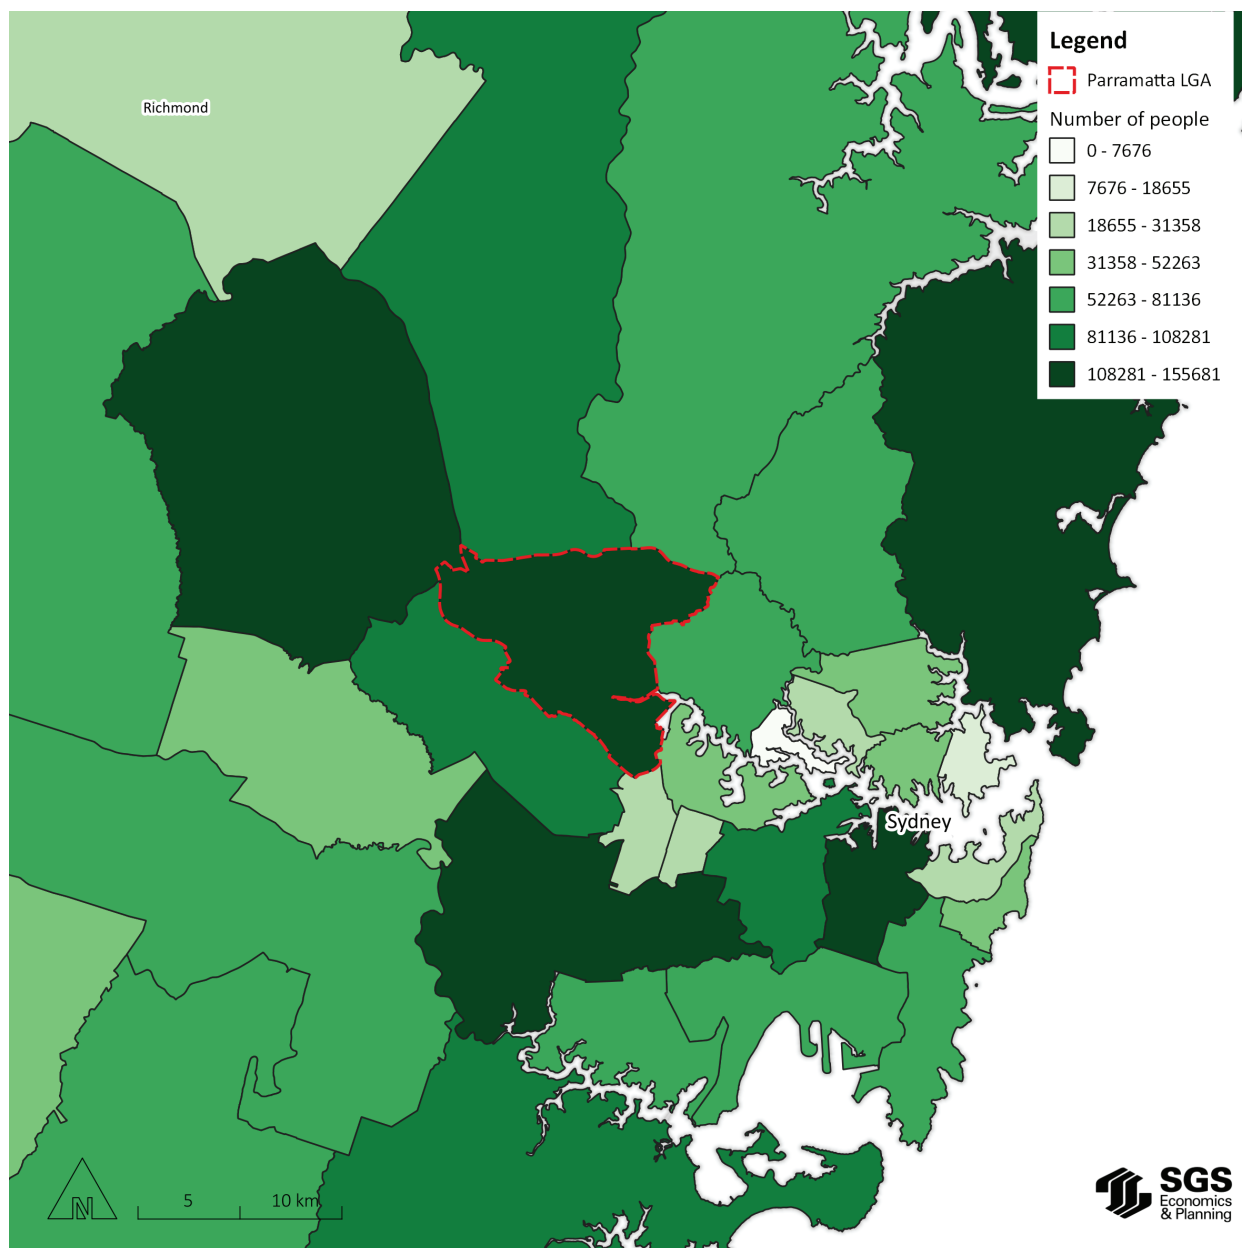 Legend
Parramatta LGA
Number of people
0 - 7676
7676 - 18655
18655 - 31358
31358 - 52263
52263 - 81136
81136 - 108281
108281 - 155681
Richmond
Sydney
N
5 10 km
SGS
Economics
& Planning